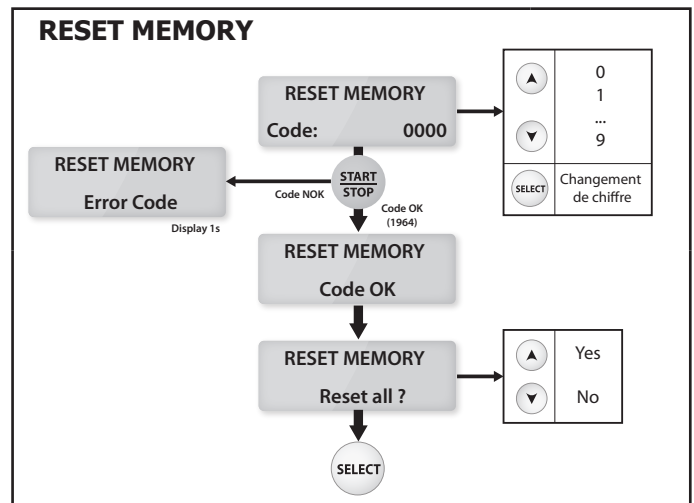 RESET MEMORY
RESET MEMORY
Code: 0000
0
1
...
9
SELECT
Changement
de chiffre
START
STOP
Code NOK
RESET MEMORY
Error Code
Display 1s
Code OK
(1964)
RESET MEMORY
Code OK
RESET MEMORY
Reset all ?
Yes
No
SELECT